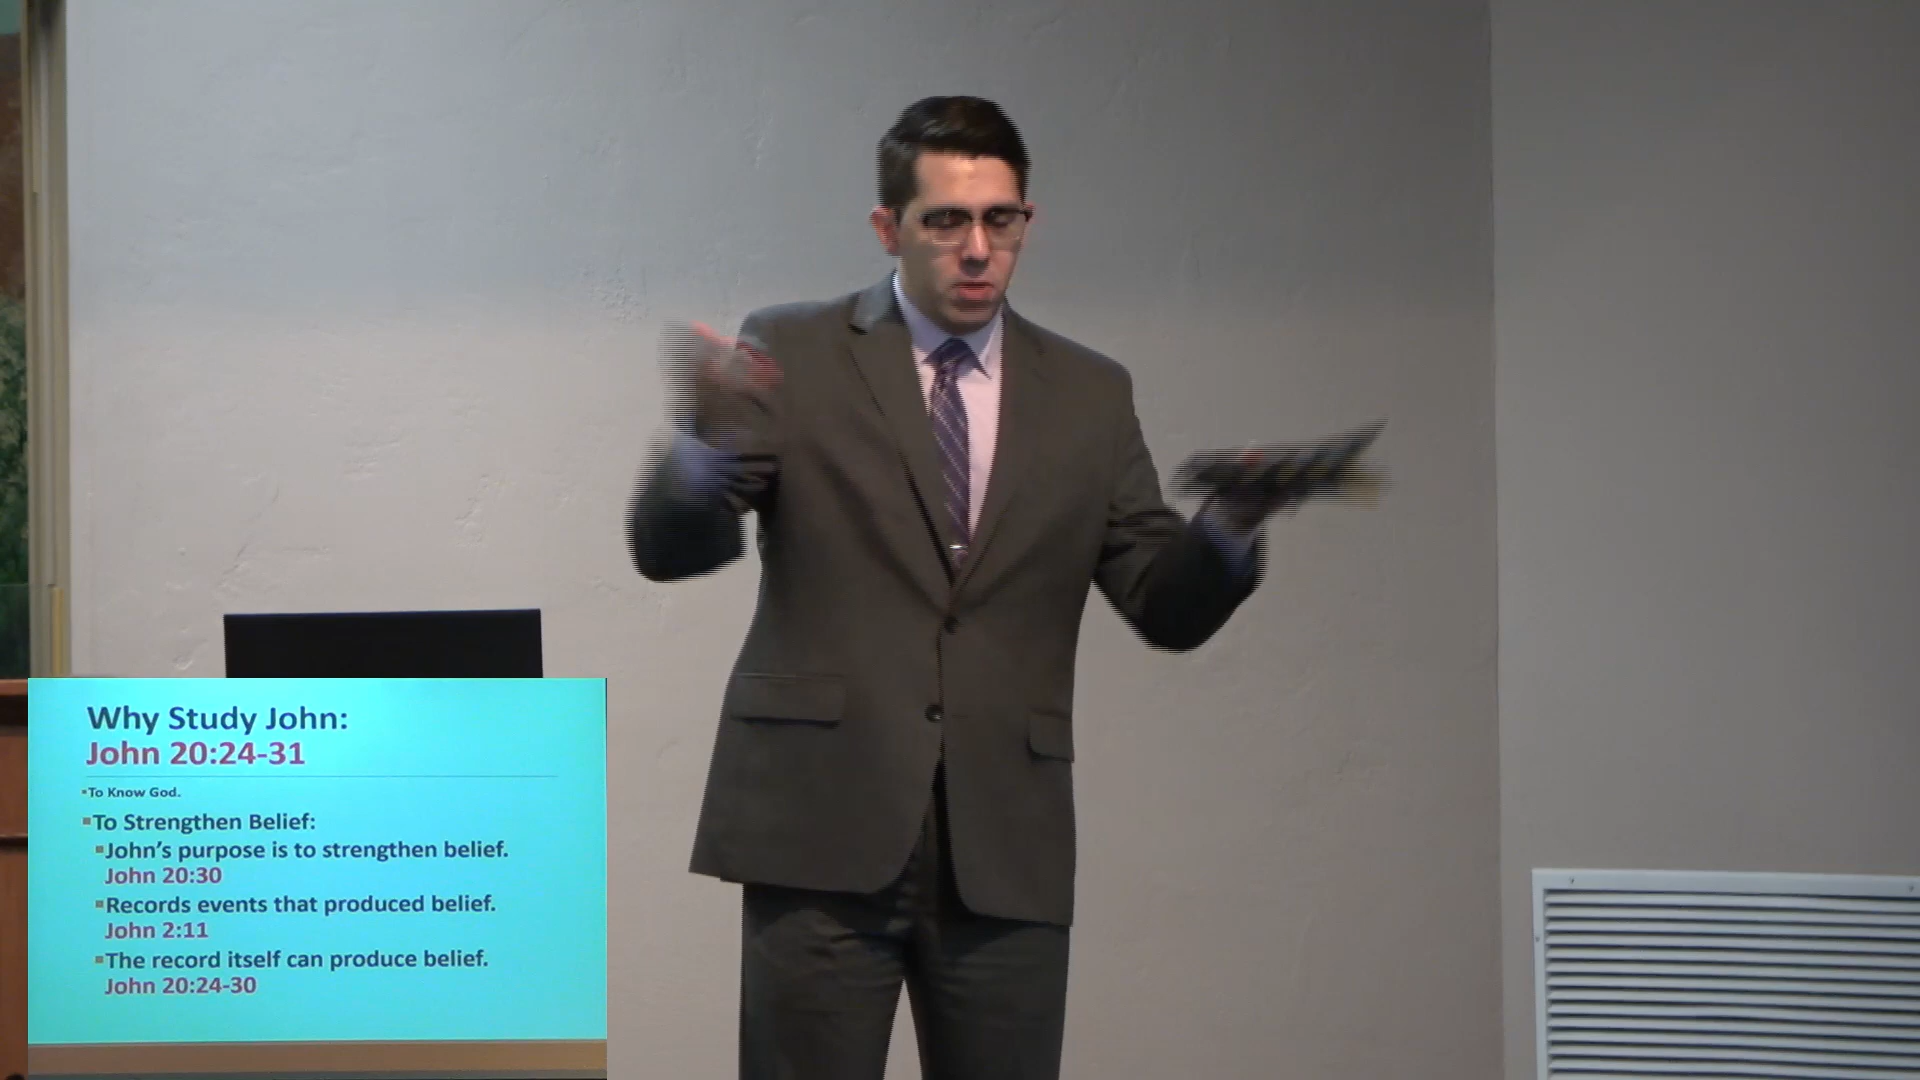 Why Study John:
John 20:24-31
▪To Know God.
▪To Strengthen Belief:
▪John's purpose is to strengthen belief.
John 20:30
▪Records events that produced belief.
John 2:11
▪The record itself can produce belief.
John 20:24-30